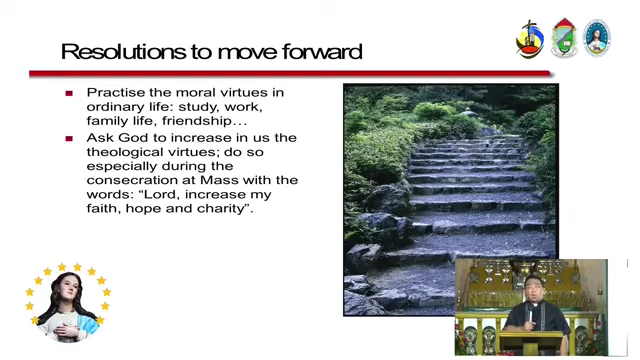 Resolutions to move forward
Practise the moral virtues in
ordinary life: study, work,
family life, friendship…
Ask God to increase in us the
theological virtues; do so
especially during the
consecration at Mass with the
words: “Lord, increase my
faith, hope and charity”.